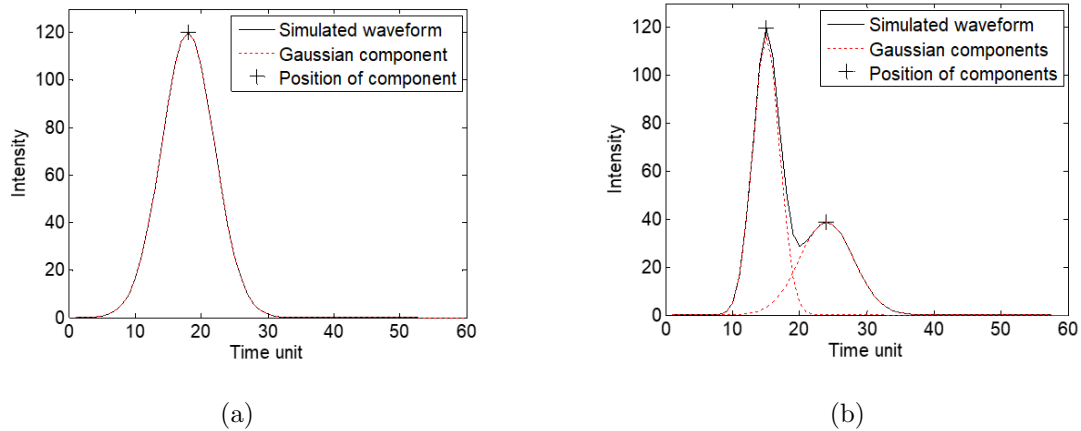 120
100
80
60
40
20
0
Intensity
0 10 20 30 40 50 60
Time unit
Simulated waveform
Gaussian component
Position of component
(a)
120
100
80
60
40
20
0
Intensity
0 10 20 30 40 50 60
Time unit
Simulated waveform
Gaussian components
Position of components
(b)